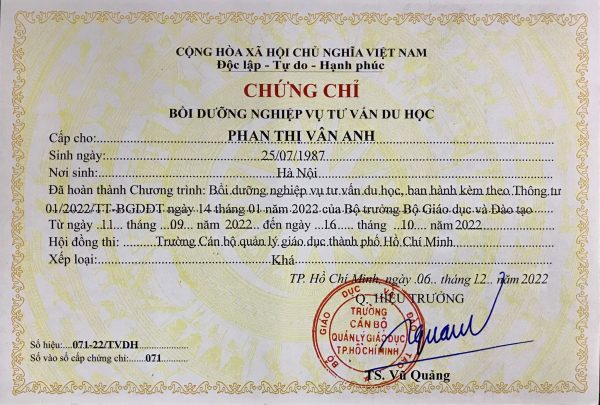 CỘNG HÒA XÃ HỘI CHỦ NGHĨA VIỆT NAM
Độc lập - Tự do - Hạnh phúc
CHỨNG CHỈ
BỒI DƯỠNG NGHIỆP VỤ TƯ VẤN DU HỌC
Cấp cho: PHAN THỊ VÂN ANH
Sinh ngày: 25/07/1987
Nơi sinh: Hà Nội
Đã hoàn thành Chương trình: Bồi dưỡng nghiệp vụ tư vấn du học, ban hành kèm theo Thông tư
01/2022/TT-BGDĐT ngày 14 tháng 01 năm 2022 của Bộ trưởng Bộ Giáo dục và Đào tạo
Từ ngày ..11... tháng ...09... năm 2022.. đến ngày ...16..... tháng ...10... năm 2022
Hội đồng thi: Trường Cán bộ quản lý giáo dục thành phố Hồ Chí Minh
Xếp loại: Khá
TP. Hồ Chí Minh, ngày .06.. tháng .12.. năm 2022
Q. HIỆU TRƯỞNG
BỘ GIÁO DỤC VÀ ĐÀO TẠO
TRƯỜNG
CÁN BỘ
QUẢN LÝ GIÁO DỤC
TP.HỒ CHÍ MINH
Số hiệu:....071-22/TVDH
Số vào sổ cấp chứng chỉ:.....071
TS. Vũ Quảng